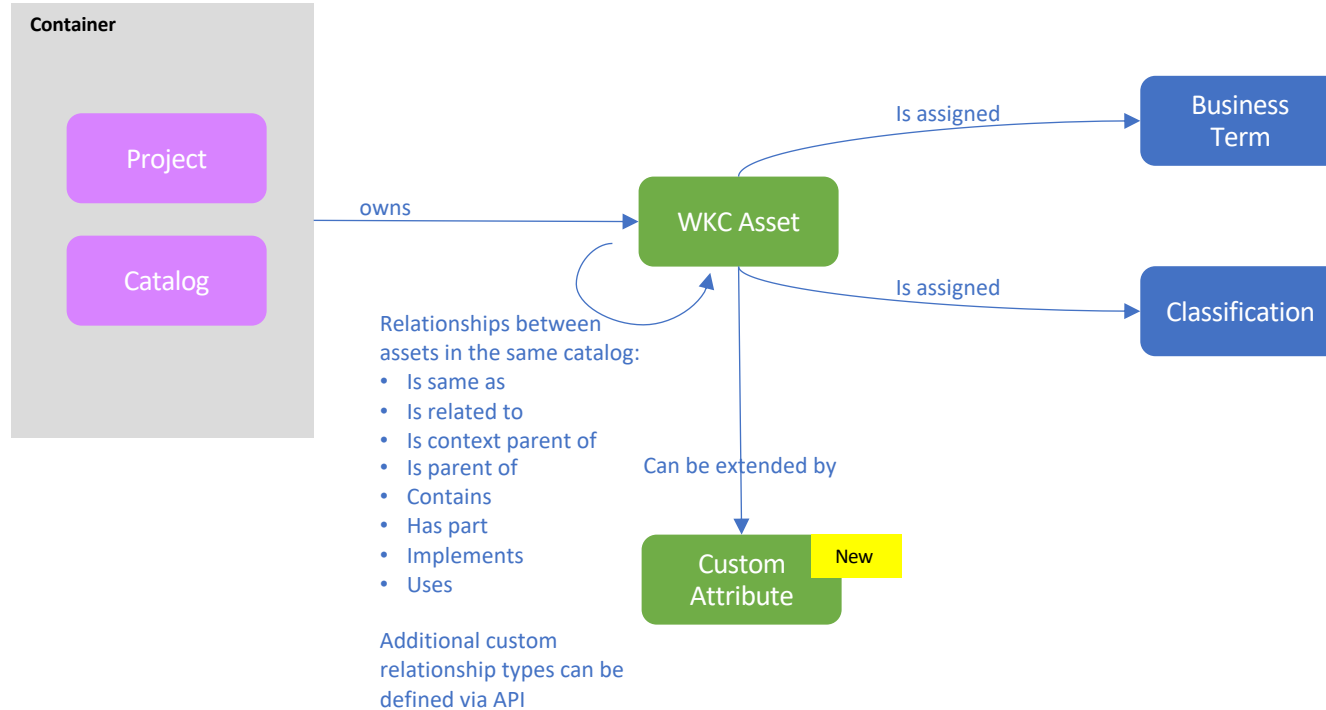 Container
Project
Catalog
owns
WKC Asset
Is assigned
Business
Term
Is assigned
Classification
Relationships between
assets in the same catalog:
• Is same as
• Is related to
• Is context parent of
• Is parent of
• Contains
• Has part
• Implements
• Uses
Additional custom
relationship types can be
defined via API
Can be extended by
Custom
Attribute
New